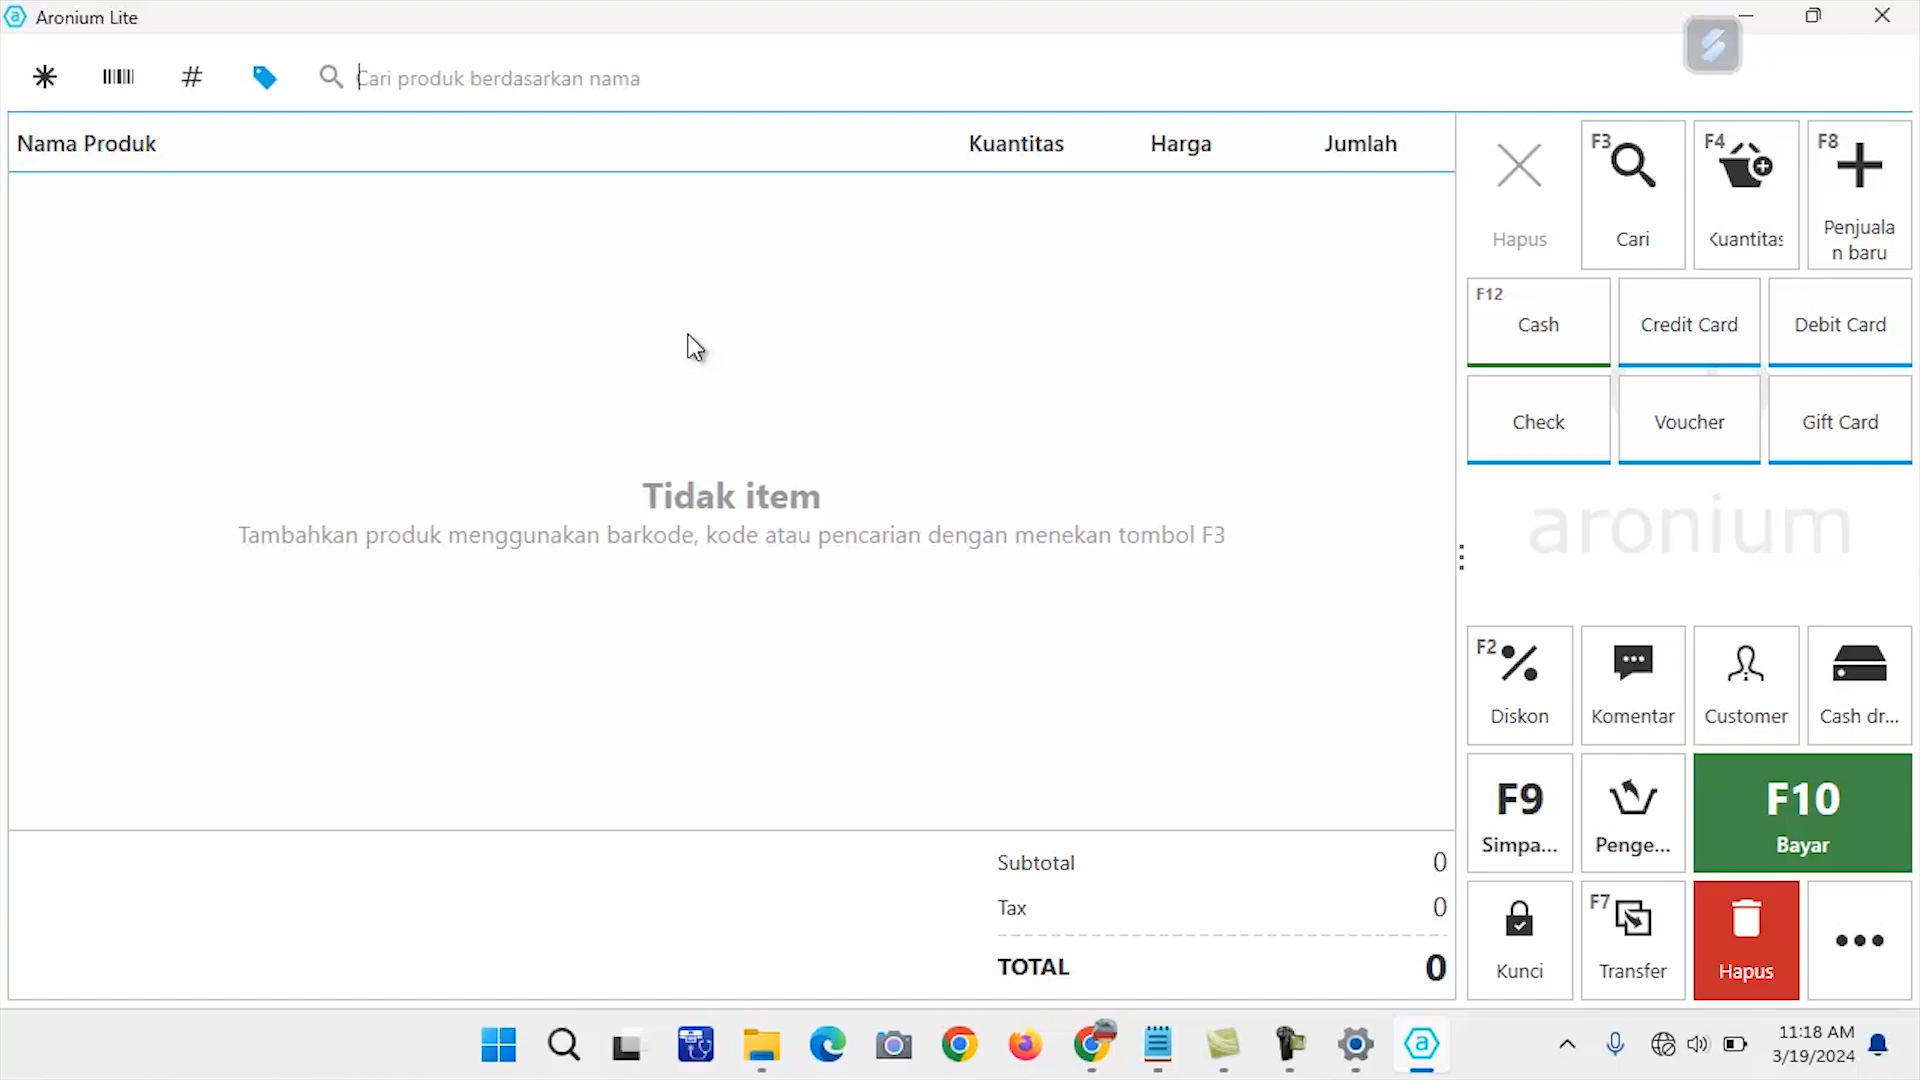 Aronium Lite
#
Cari produk berdasarkan nama
Nama Produk Kuantitas Harga Jumlah
Tidak item
Tambahkan produk menggunakan barkode, kode atau pencarian dengan menekan tombol F3
Subtotal 0
Tax 0
TOTAL 0
Hapus
F3
Cari
F4
Kuantitas
F8
Penjuala
n baru
F12
Cash
Credit Card
Debit Card
Check
Voucher
Gift Card
aronium
F2
Diskon
Komentar
Customer
Cash dr...
F9
Simpa...
Penge...
F10
Bayar
Kunci
F7
Transfer
Hapus
11:18 AM
3/19/2024